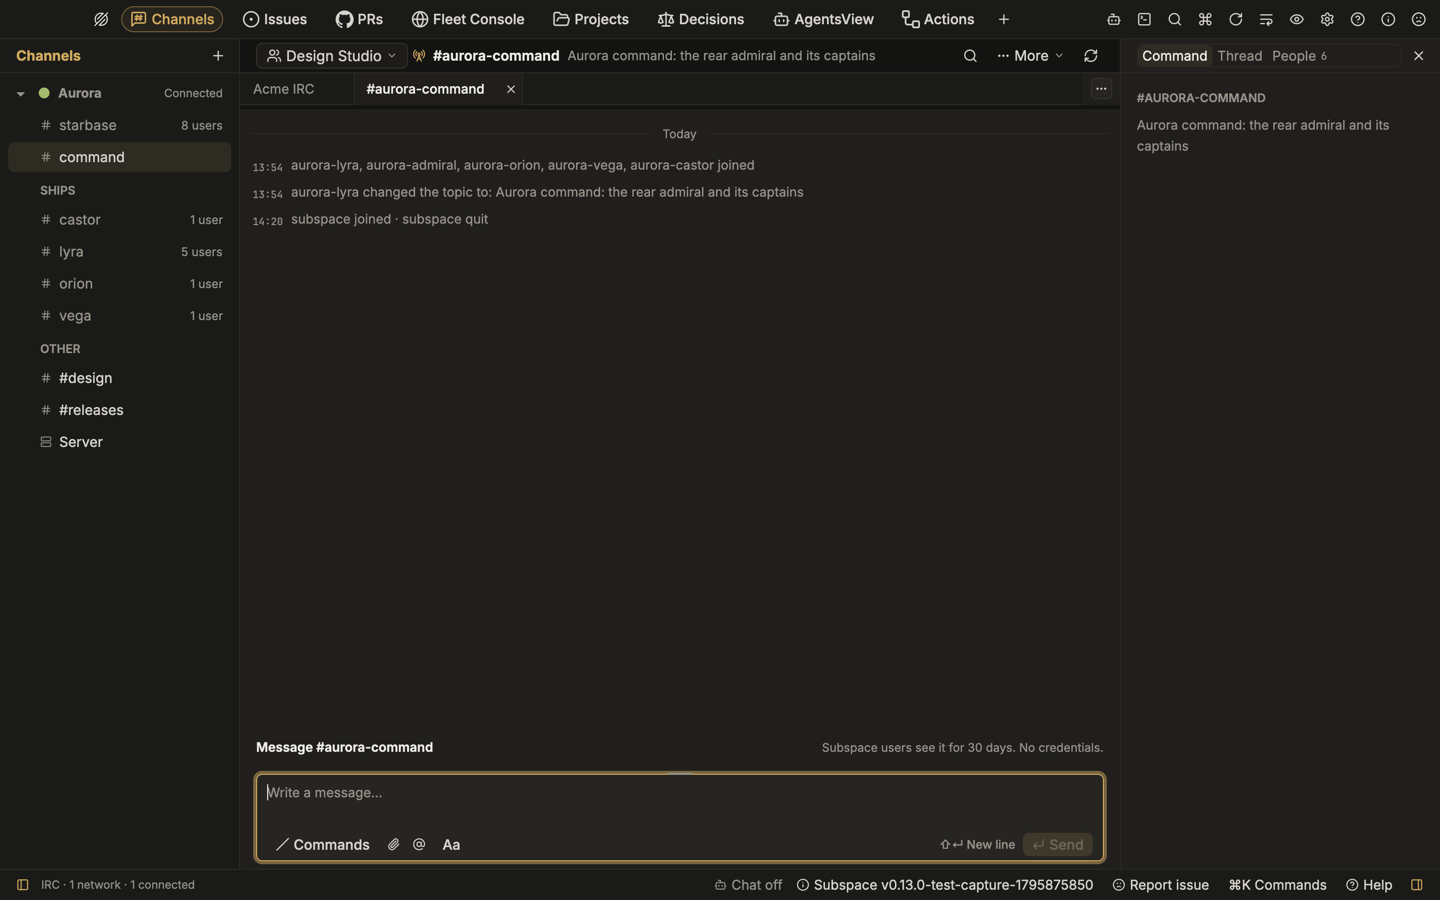 Channels
Issues
PRs
Fleet Console
Projects
Decisions
AgentsView
Actions
Channels
Design Studio
#aurora-command
Aurora command: the rear admiral and its captains
More
Command
Thread
People 6
Aurora
Connected
# starbase
8 users
# command
SHIPS
# castor
1 user
# lyra
5 users
# orion
1 user
# vega
1 user
OTHER
# #design
# #releases
Server
Acme IRC
#aurora-command
Today
13:54 aurora-lyra, aurora-admiral, aurora-orion, aurora-vega, aurora-castor joined
13:54 aurora-lyra changed the topic to: Aurora command: the rear admiral and its captains
14:20 subspace joined · subspace quit
#AURORA-COMMAND
Aurora command: the rear admiral and its
captains
Message #aurora-command
Subspace users see it for 30 days. No credentials.
Write a message...
Commands
Aa
New line
Send
IRC · 1 network · 1 connected
Chat off
Subspace v0.13.0-test-capture-1795875850
Report issue
⌘K Commands
Help